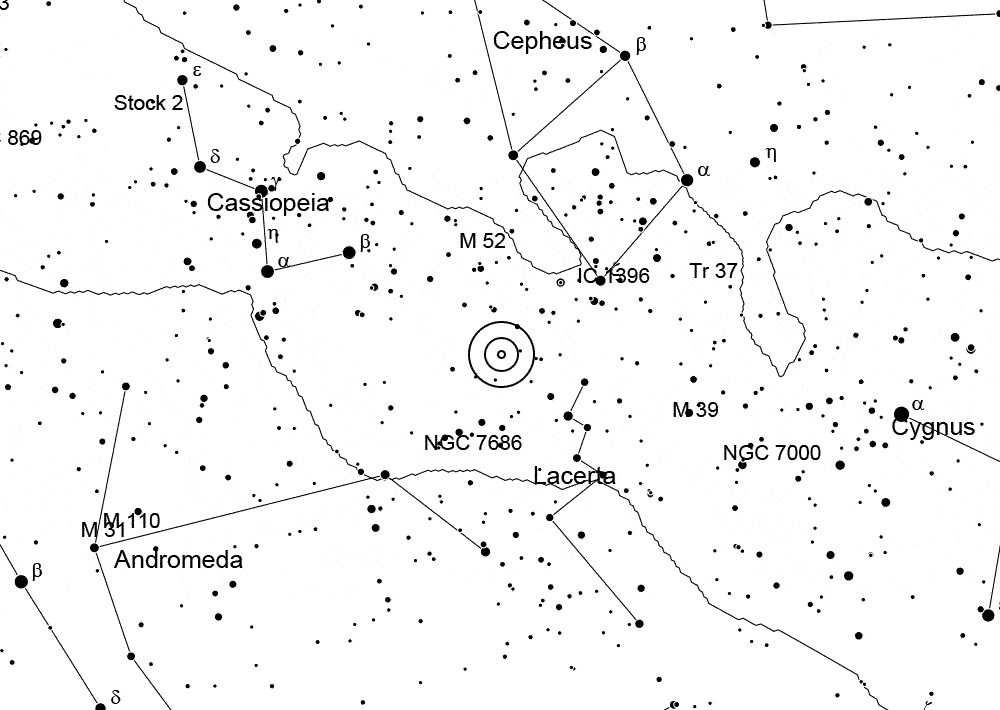 3
Cepheus
β
ε
Stock 2
869
δ
γ
Cassiopeia
α
η
η
β
α
M 52
IC 1396
Tr 37
M 39
α
Cygnus
NGC 7686
NGC 7000
Lacerta
M 110
M 31
Andromeda
β
δ